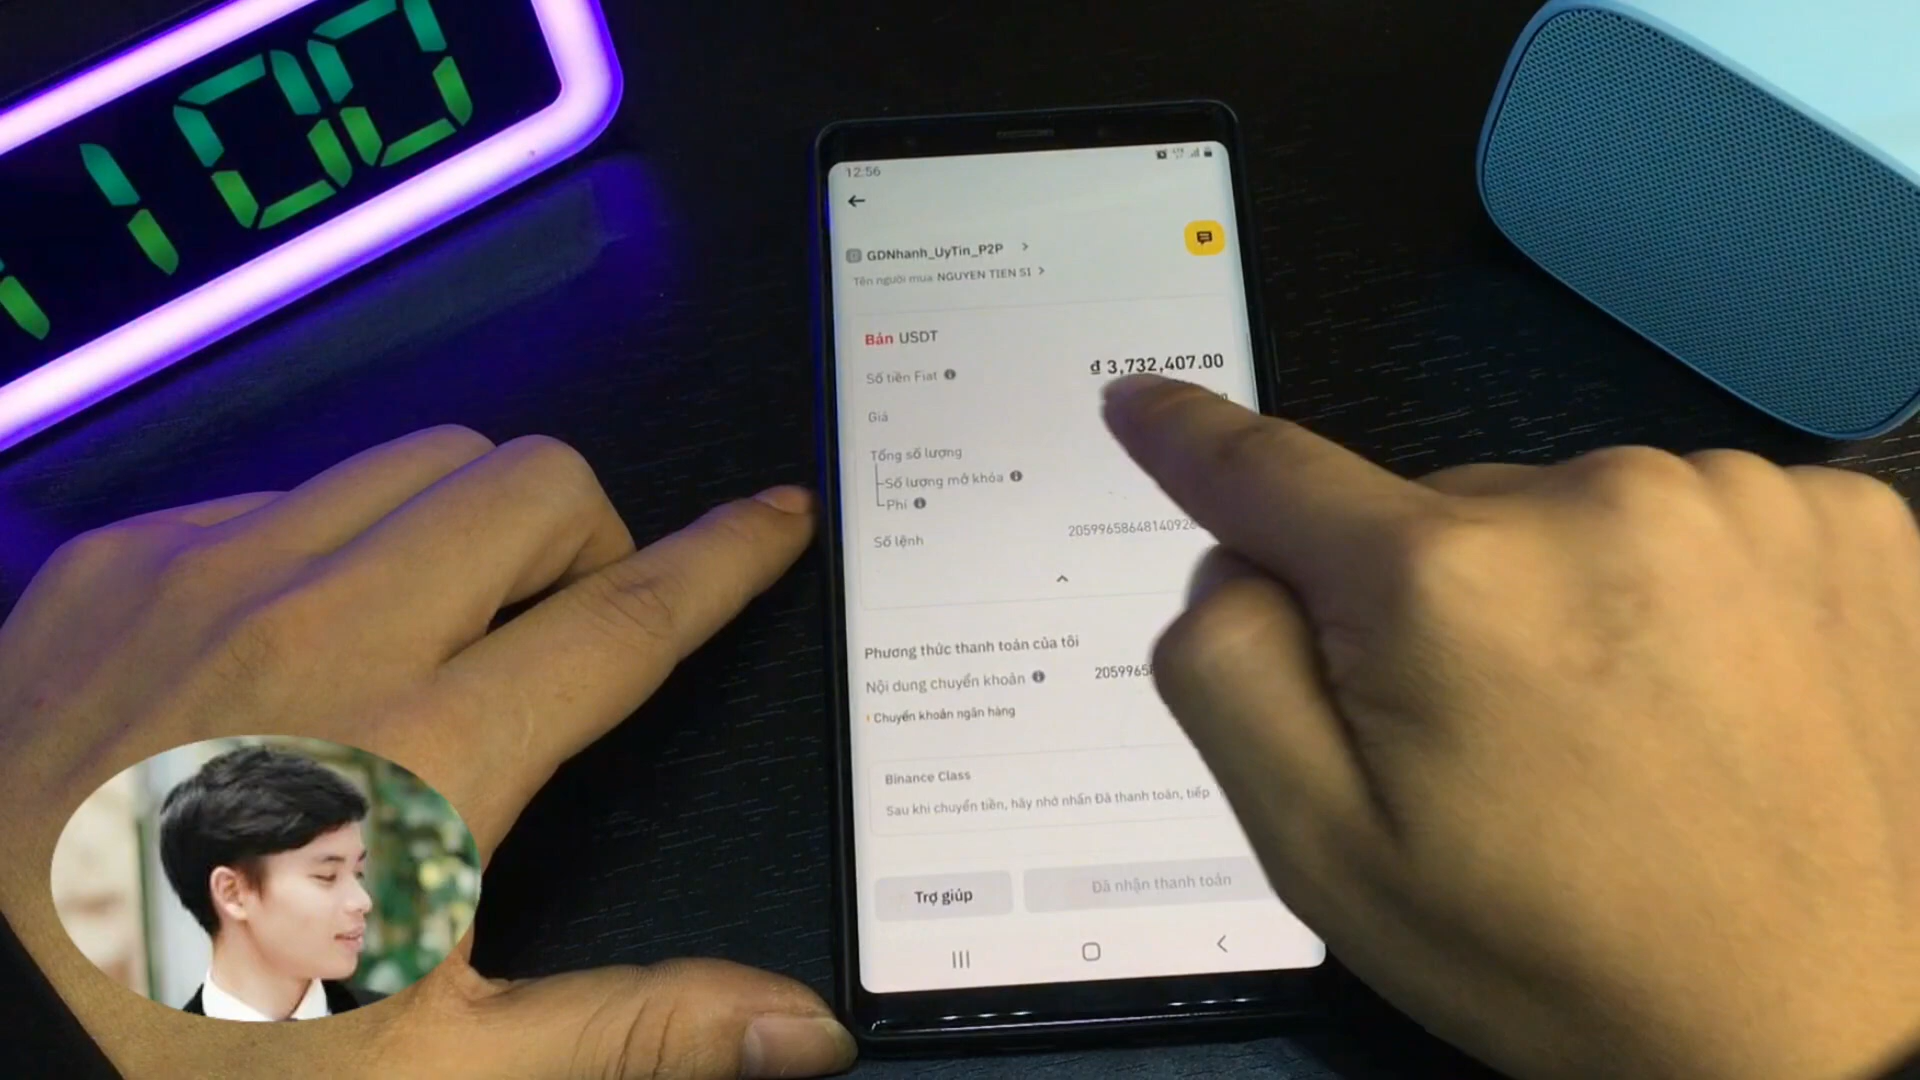 100
12:56
GDNhanh_UyTin_P2P
Tên người mua NGUYEN TIEN SI
Bán USDT
Số tiền Fiat đ 3,732,407.00
Giá
Tổng số lượng
Số lượng mở khóa
Phí
Số lệnh 20599658648140926
Phương thức thanh toán của tôi
Nội dung chuyển khoản 2059965
Chuyển khoản ngân hàng
Binance Class
Sau khi chuyển tiền, hãy nhớ nhấn Đã thanh toán, tiếp
Trợ giúp
Đã nhận thanh toán